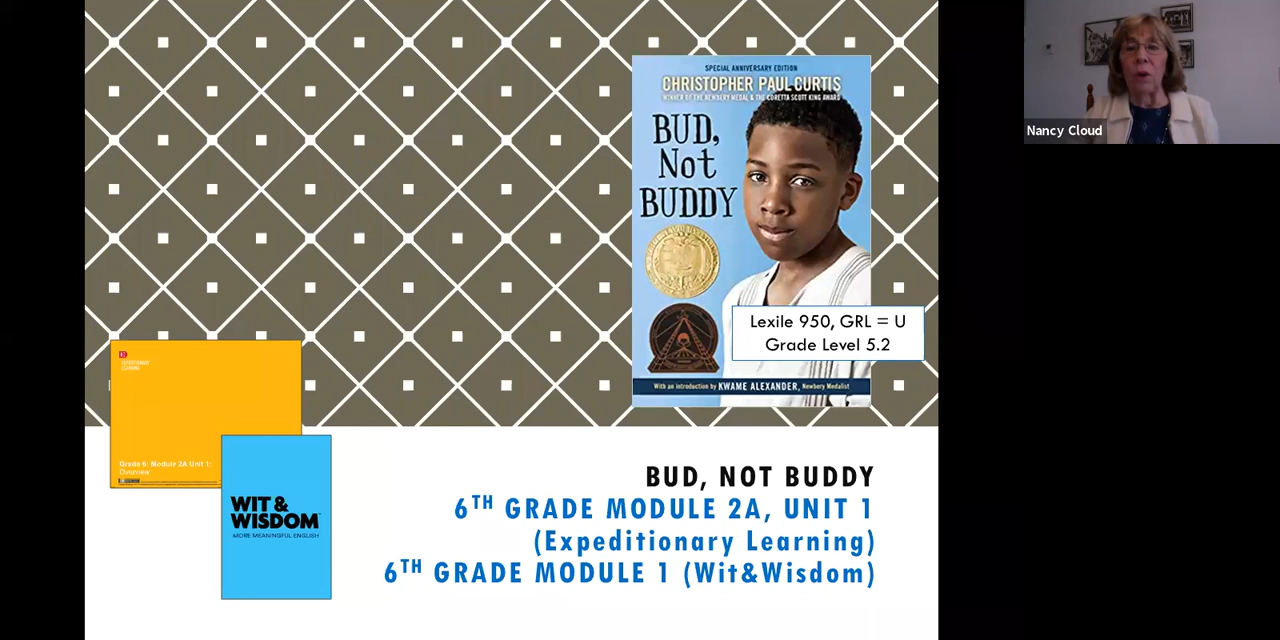 SPECIAL ANNIVERSARY EDITION
CHRISTOPHER PAUL CURTIS
WINNER OF THE NEWBERY MEDAL & THE CORETTA SCOTT KING AWARD
BUD,
Not
BUDDY
Lexile 950, GRL = U
Grade Level 5.2
With an introduction by KWAME ALEXANDER, Newbery Medalist
Nancy Cloud
Grade 6: Module 2A Unit 1:
Overview
WIT &
WISDOM
MORE MEANINGFUL ENGLISH
BUD, NOT BUDDY
6TH GRADE MODULE 2A, UNIT 1
(Expeditionary Learning)
6TH GRADE MODULE 1 (Wit&Wisdom)